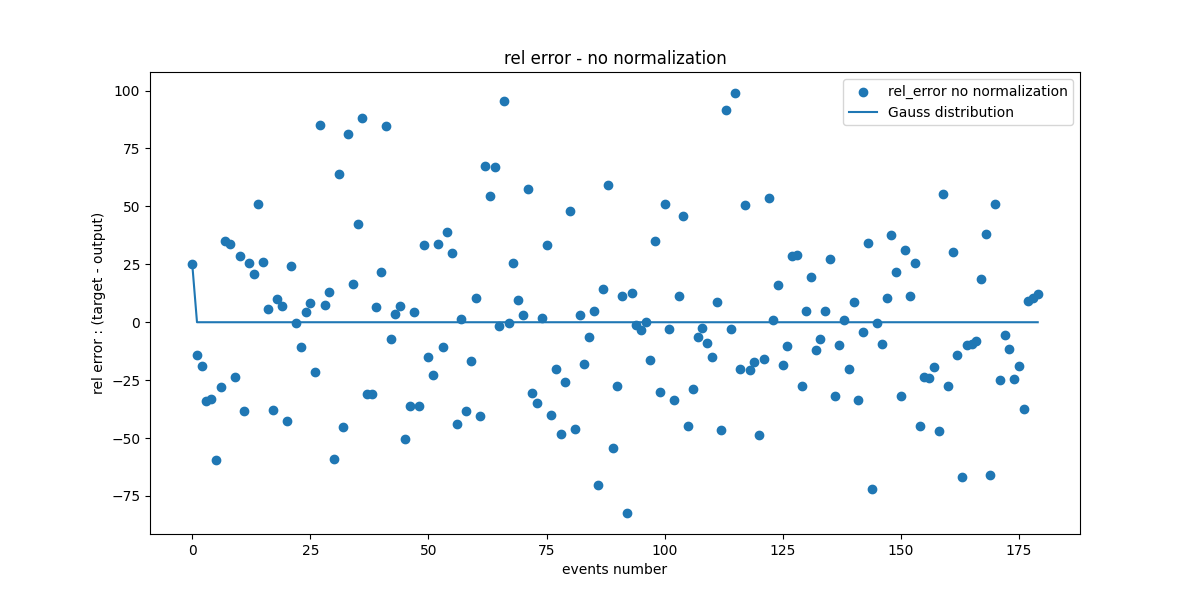 rel error - no normalization
rel_error no normalization
Gauss distribution
rel error : (target - output)
100
75
50
25
0
−25
−50
−75
0 25 50 75 100 125 150 175
events number